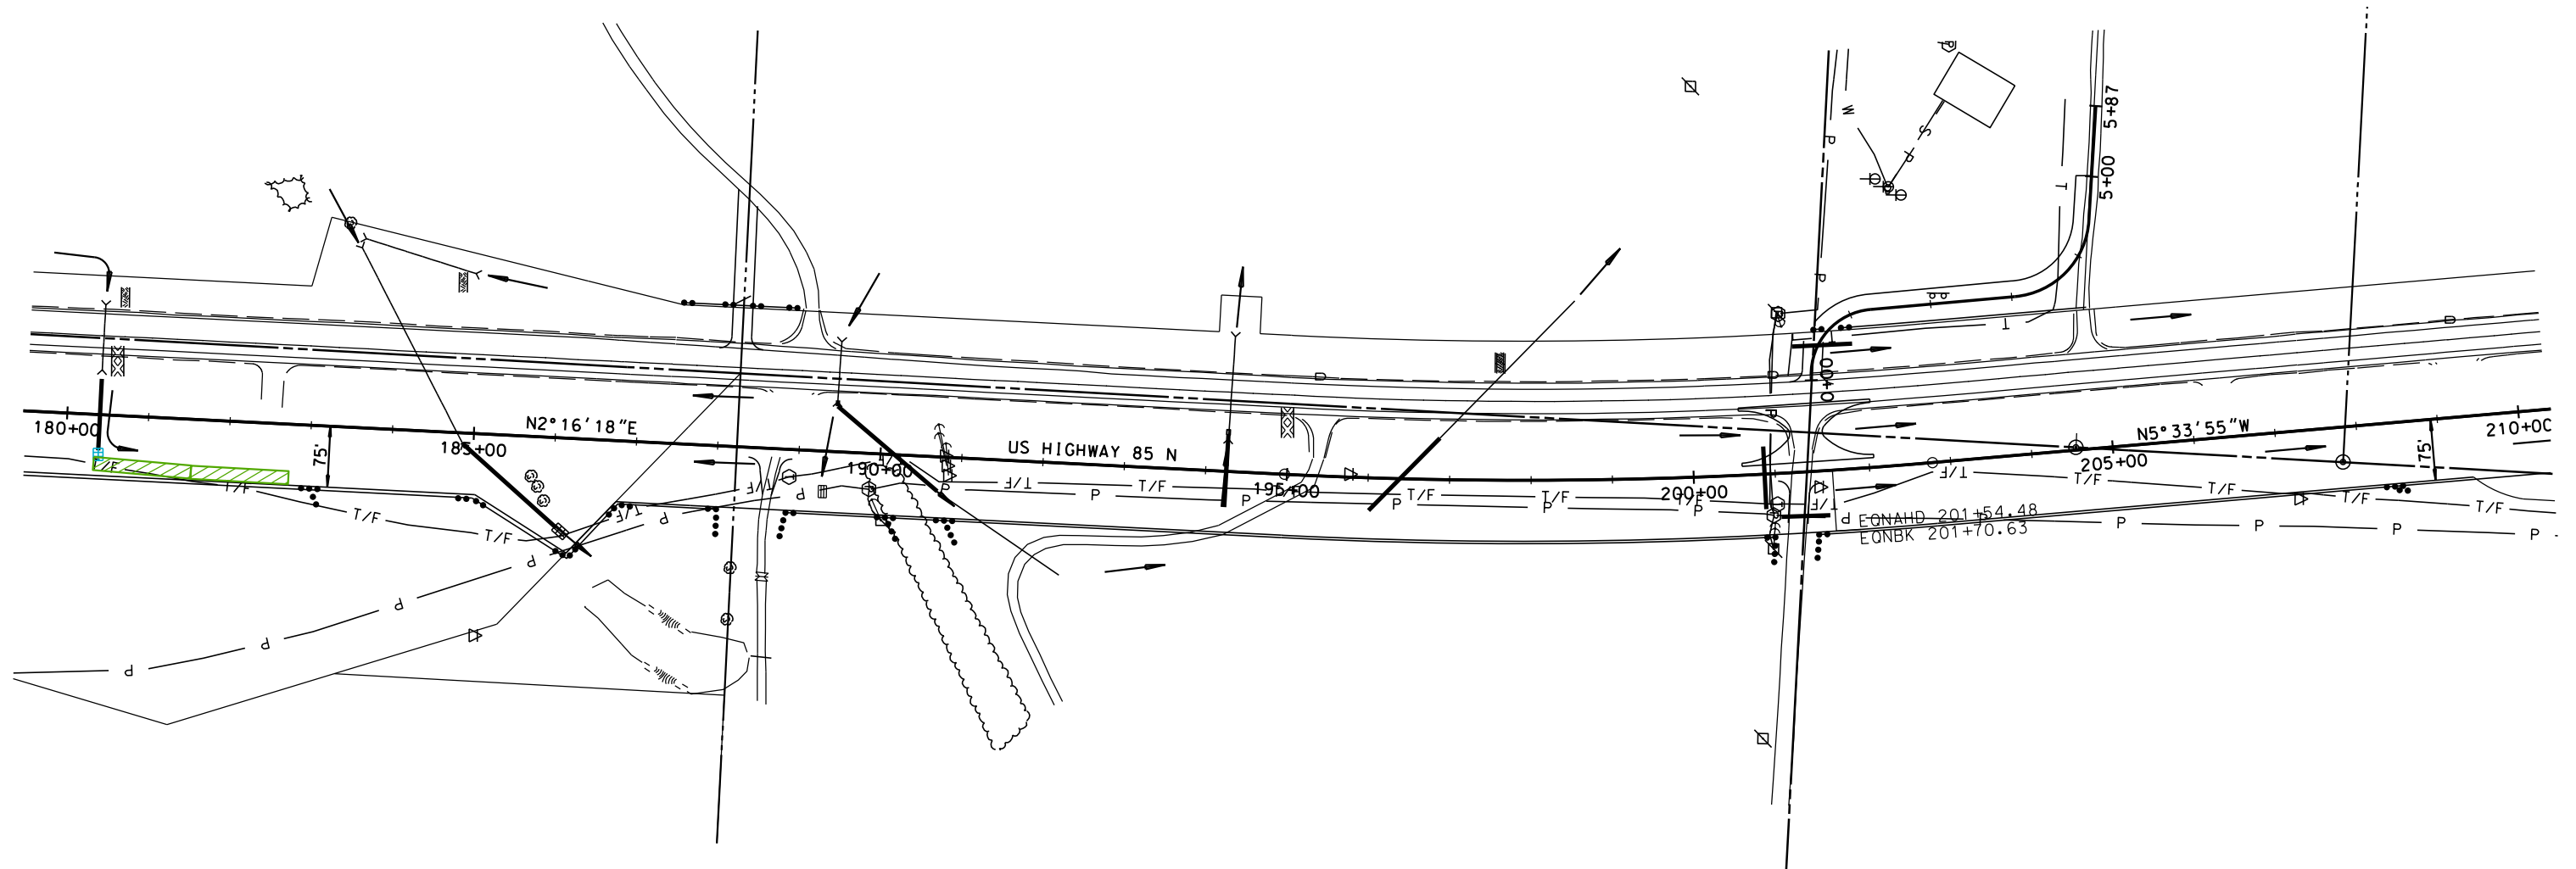 W
P
S
P
5+87
5+00
T
P
P
T
D
D
D
P
0+00
180+00
T/F
T/F
75'
185+00
N2°16'18"E
190+00
US HIGHWAY 85 N
195+00
200+00
205+00
N5°33'55"W
75'
210+00
T/F
T/F
T/F
P
T/F
P
T/F
P
T/F
P
P
T/F
P
T/F
P
T/F
P
T/F
P
T/F
T/F
T/F
T/F
T/F
P
EQNAHD 201+54.48
EQNBK 201+70.63
P
P
P
P
P
P
P
P
P